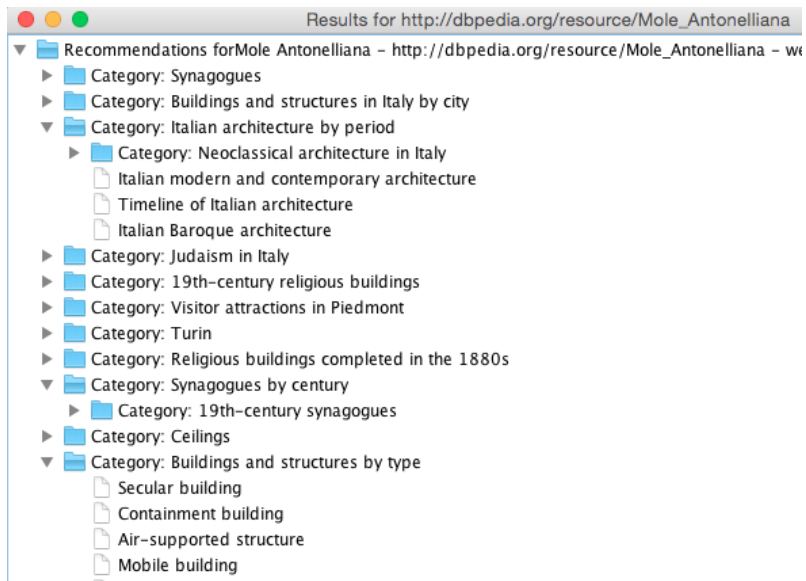 Results for http://dbpedia.org/resource/Mole_Antonelliana
Recommendations forMole Antonelliana – http://dbpedia.org/resource/Mole_Antonelliana – we
Category: Synagogues
Category: Buildings and structures in Italy by city
Category: Italian architecture by period
Category: Neoclassical architecture in Italy
Italian modern and contemporary architecture
Timeline of Italian architecture
Italian Baroque architecture
Category: Judaism in Italy
Category: 19th-century religious buildings
Category: Visitor attractions in Piedmont
Category: Turin
Category: Religious buildings completed in the 1880s
Category: Synagogues by century
Category: 19th-century synagogues
Category: Ceilings
Category: Buildings and structures by type
Secular building
Containment building
Air-supported structure
Mobile building